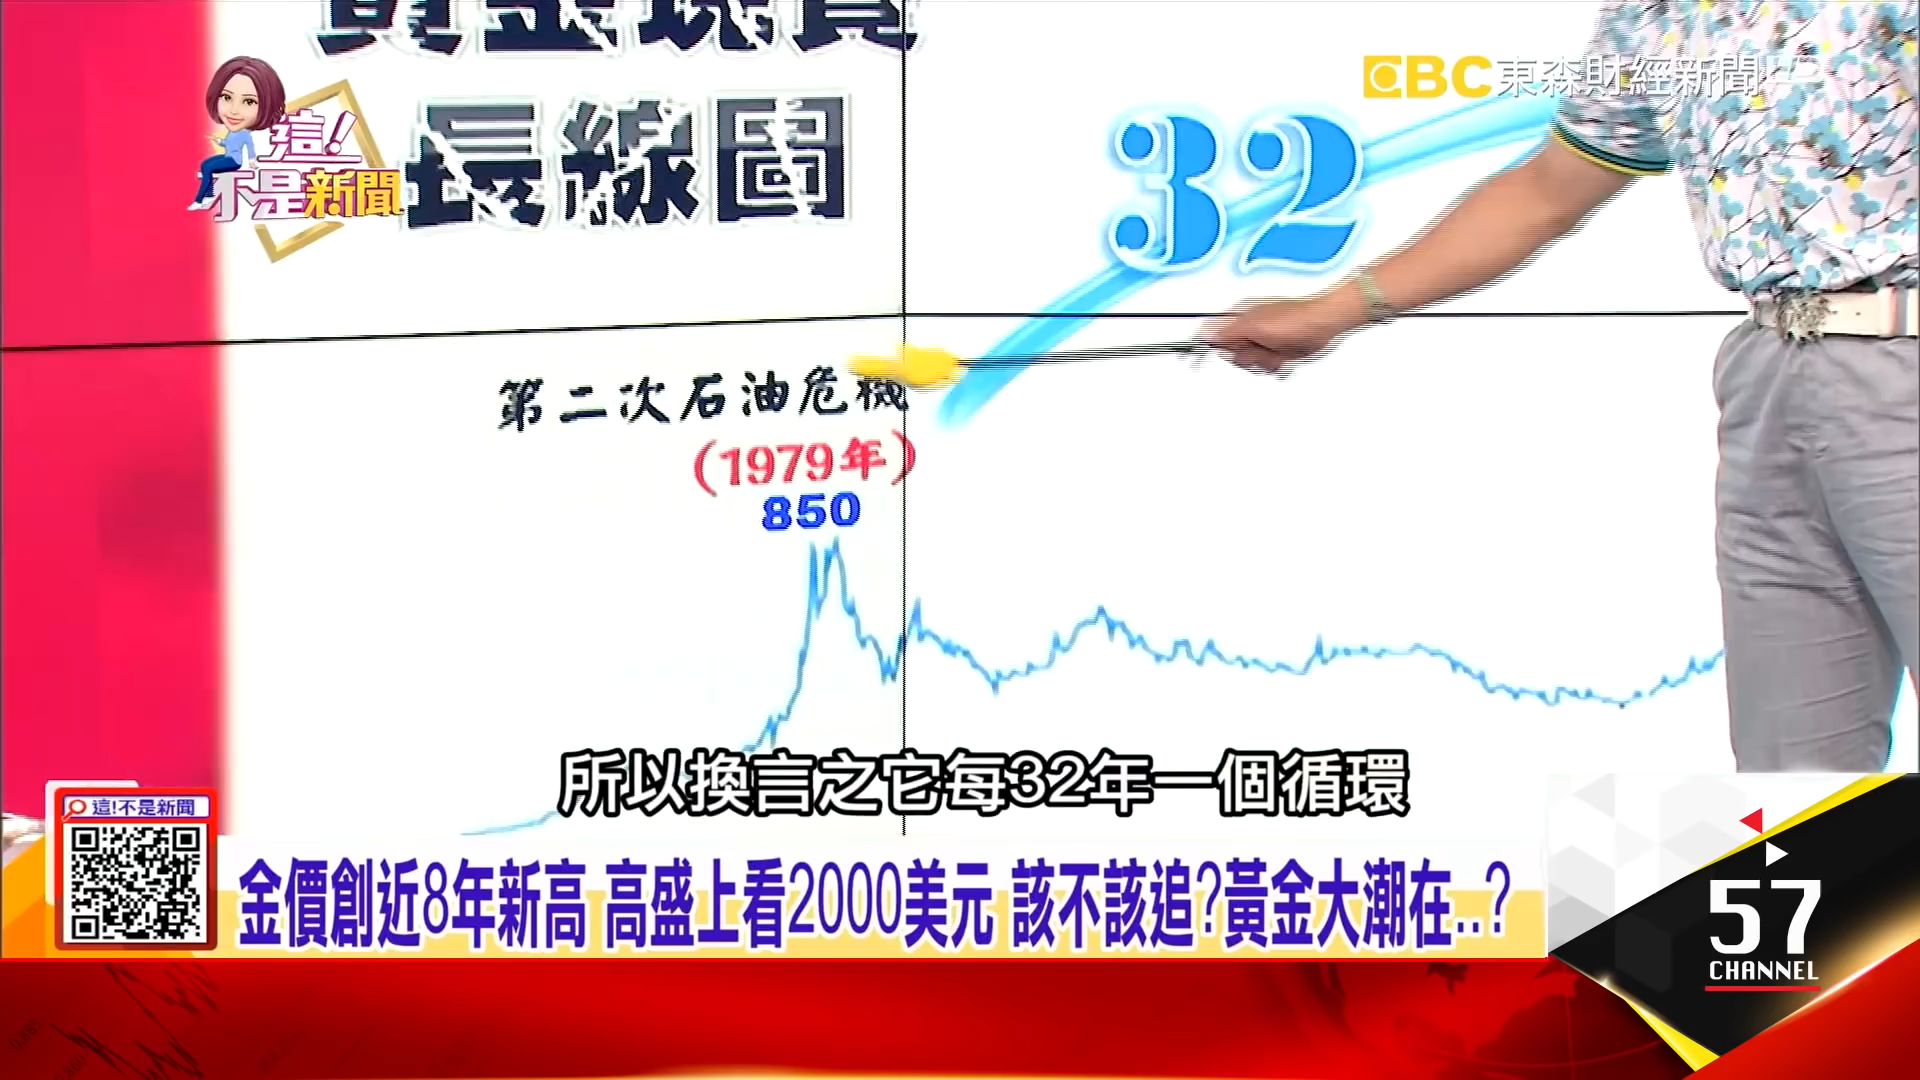 黃金現貨
長線圖
這!
不是新聞
EBC東森財經新聞
32
第二次石油危機
(1979年)
850
所以換言之它每32年一個循環
這!不是新聞
金價創近8年新高 高盛上看2000美元 該不該追?黃金大潮在..?
57
CHANNEL